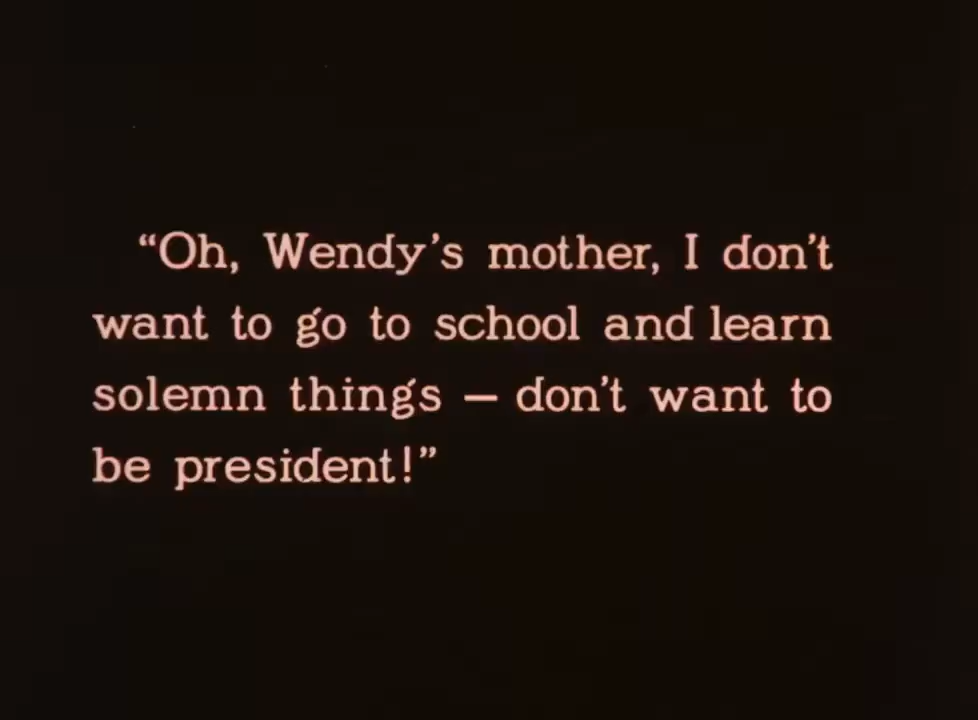 “Oh, Wendy’s mother, I don’t
want to go to school and learn
solemn things — don’t want to
be president!”